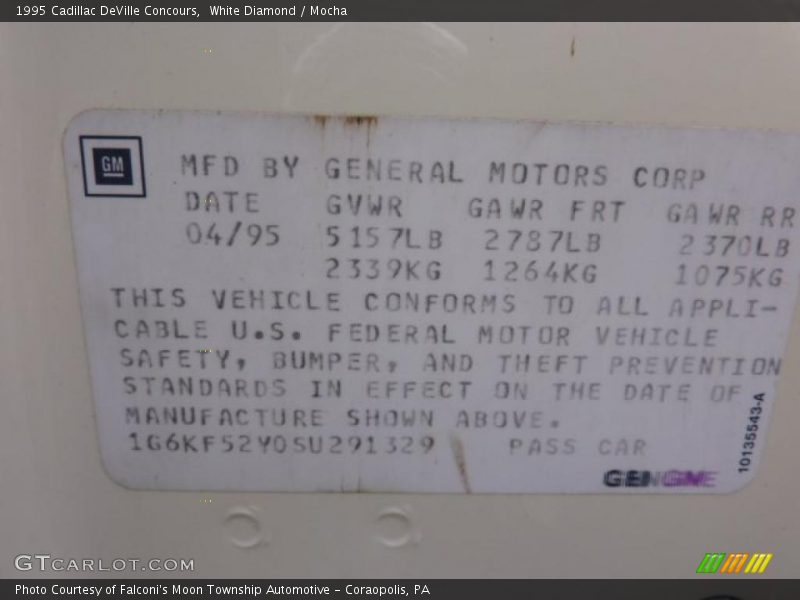 1995 Cadillac DeVille Concours,  White Diamond / Mocha
GM
MFD BY GENERAL MOTORS CORP
DATE GVWR GAWR FRT GAWR RR
04/95 5157LB 2787LB 2370LB
2339KG 1264KG 1075KG
THIS VEHICLE CONFORMS TO ALL APPLI-
CABLE U.S. FEDERAL MOTOR VEHICLE
SAFETY, BUMPER, AND THEFT PREVENTION
STANDARDS IN EFFECT ON THE DATE OF
MANUFACTURE SHOWN ABOVE.
1G6KF52Y0SU291329 PASS CAR
10135543-A
GTCARLOT.COM
Photo Courtesy of Falconi's Moon Township Automotive - Coraopolis, PA